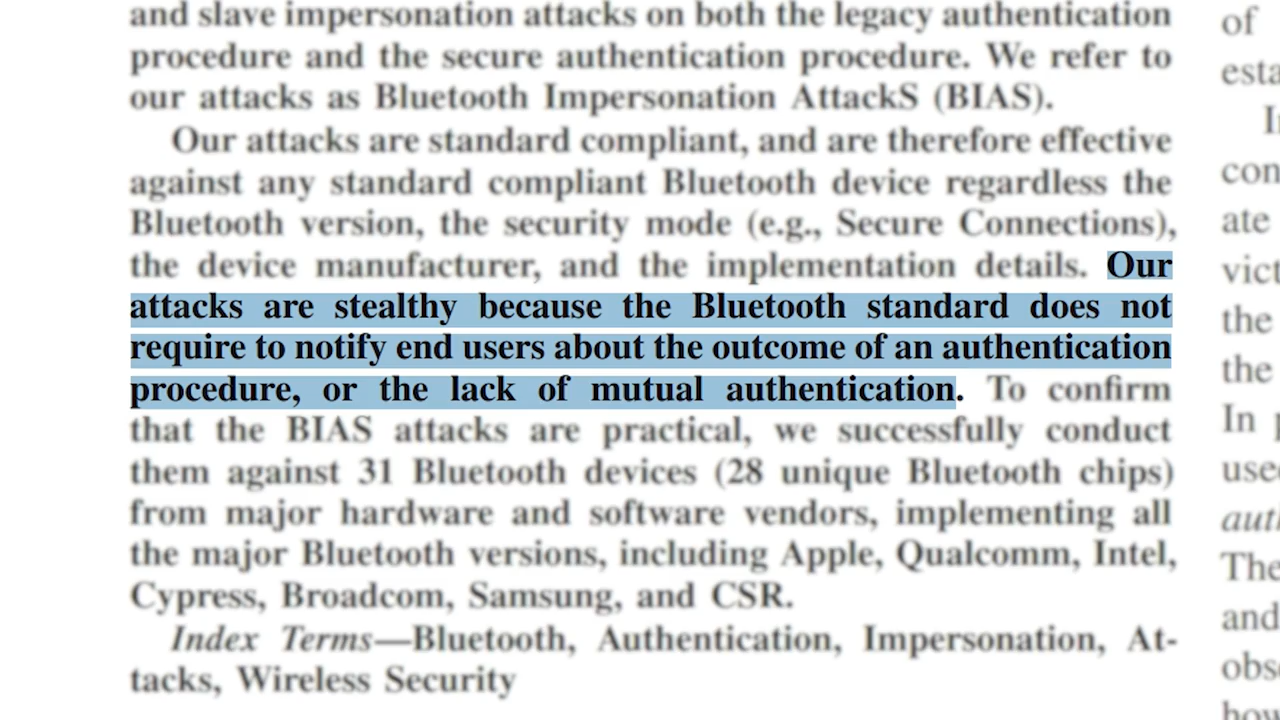 and slave impersonation attacks on both the legacy authentication
procedure and the secure authentication procedure. We refer to
our attacks as Bluetooth Impersonation AttackS (BIAS).
Our attacks are standard compliant, and are therefore effective
against any standard compliant Bluetooth device regardless the
Bluetooth version, the security mode (e.g., Secure Connections),
the device manufacturer, and the implementation details. Our
attacks are stealthy because the Bluetooth standard does not
require to notify end users about the outcome of an authentication
procedure, or the lack of mutual authentication. To confirm
that the BIAS attacks are practical, we successfully conduct
them against 31 Bluetooth devices (28 unique Bluetooth chips)
from major hardware and software vendors, implementing all
the major Bluetooth versions, including Apple, Qualcomm, Intel,
Cypress, Broadcom, Samsung, and CSR.
Index Terms—Bluetooth, Authentication, Impersonation, At-
tacks, Wireless Security
of
ate
the
the
In
The
and